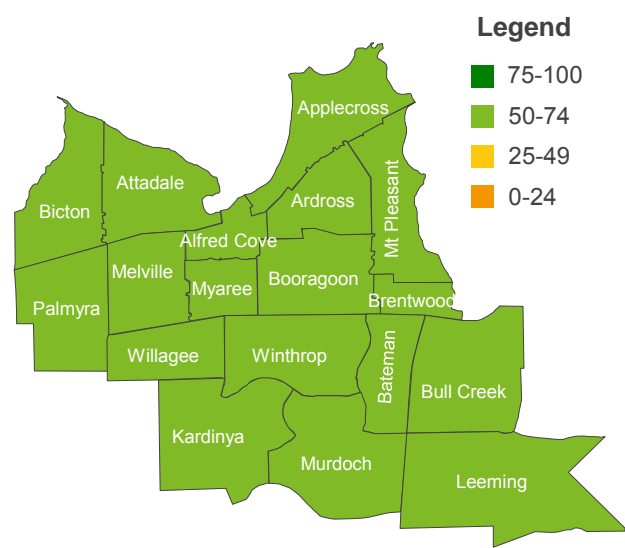 Legend
75-100
50-74
25-49
0-24
Applecross
Attadale
Ardross
Bicton
Mt Pleasant
Alfred Cove
Melville
Booragoon
Myaree
Brentwood
Palmyra
Willagee
Winthrop
Bateman
Bull Creek
Kardinya
Murdoch
Leeming